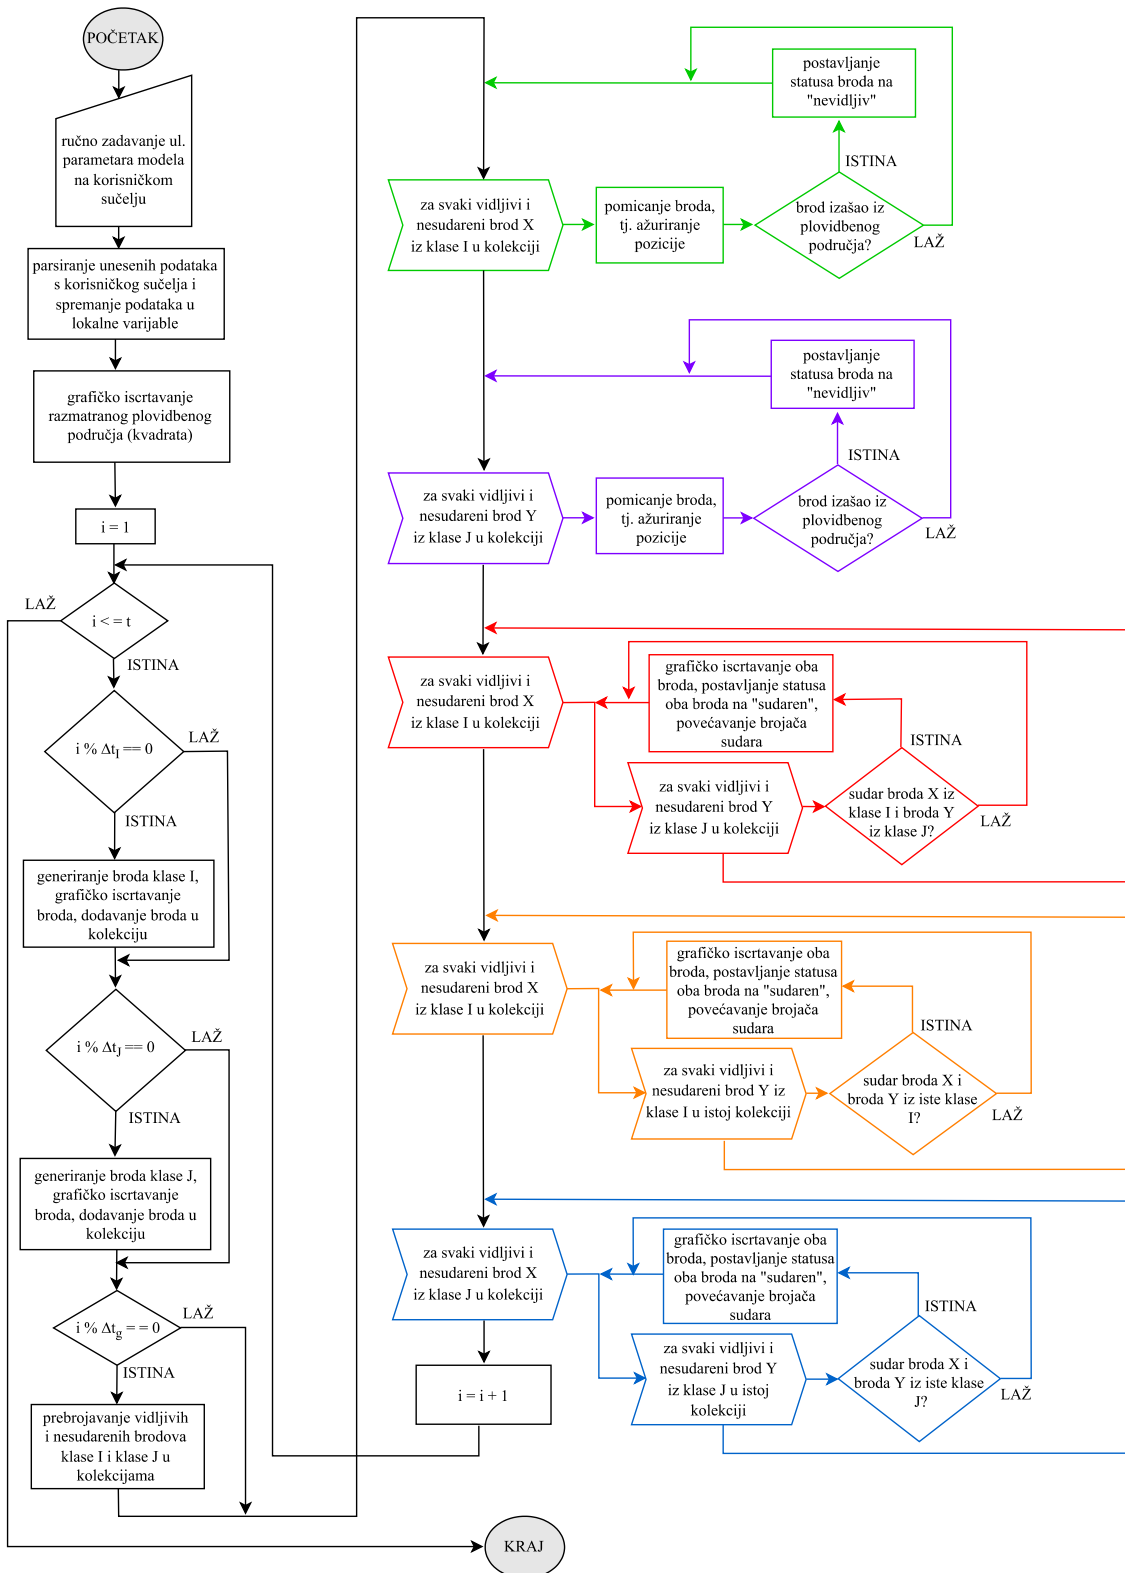 POČETAK
ručno zadavanje ul.
parametara modela
na korisničkom
sučelju
parsiranje unesenih podataka
s korisničkog sučelja i
spremanje podataka u
lokalne varijable
grafičko iscrtavanje
razmatranog plovidbenog
područja (kvadrata)
i = 1
LAŽ
i < = t
ISTINA
LAŽ
i % Δt_I == 0
ISTINA
generiranje broda klase I,
grafičko iscrtavanje
broda, dodavanje broda u
kolekciju
LAŽ
i % Δt_J == 0
ISTINA
generiranje broda klase J,
grafičko iscrtavanje
broda, dodavanje broda u
kolekciju
LAŽ
i % Δt_g = = 0
ISTINA
prebrojavanje vidljivih
i nesudarenih brodova
klase I i klase J u
kolekcijama
postavljanje
statusa broda na
"nevidljiv"
ISTINA
za svaki vidljivi i
nesudareni brod X
iz klase I u kolekciji
pomicanje broda,
tj. ažuriranje
pozicije
brod izašao iz
plovidbenog
područja?
LAŽ
postavljanje
statusa broda na
"nevidljiv"
ISTINA
za svaki vidljivi i
nesudareni brod Y
iz klase J u kolekciji
pomicanje broda,
tj. ažuriranje
pozicije
brod izašao iz
plovidbenog
područja?
LAŽ
za svaki vidljivi i
nesudareni brod X
iz klase I u kolekciji
grafičko iscrtavanje oba
broda, postavljanje statusa
oba broda na "sudaren",
povećavanje brojača
sudara
ISTINA
za svaki vidljivi i
nesudareni brod Y
iz klase J u kolekciji
sudar broda X iz
klase I i broda Y
iz klase J?
LAŽ
za svaki vidljivi i
nesudareni brod X
iz klase I u kolekciji
grafičko iscrtavanje oba
broda, postavljanje statusa
oba broda na "sudaren",
povećavanje brojača
sudara
ISTINA
za svaki vidljivi i
nesudareni brod Y iz
klase I u istoj kolekciji
sudar broda X i
broda Y iz iste klase
I?
LAŽ
za svaki vidljivi i
nesudareni brod X
iz klase J u kolekciji
grafičko iscrtavanje oba
broda, postavljanje statusa
oba broda na "sudaren",
povećavanje brojača
sudara
ISTINA
za svaki vidljivi i
nesudareni brod Y
iz klase J u istoj
kolekciji
sudar broda X i
broda Y iz iste klase
J?
LAŽ
i = i + 1
KRAJ